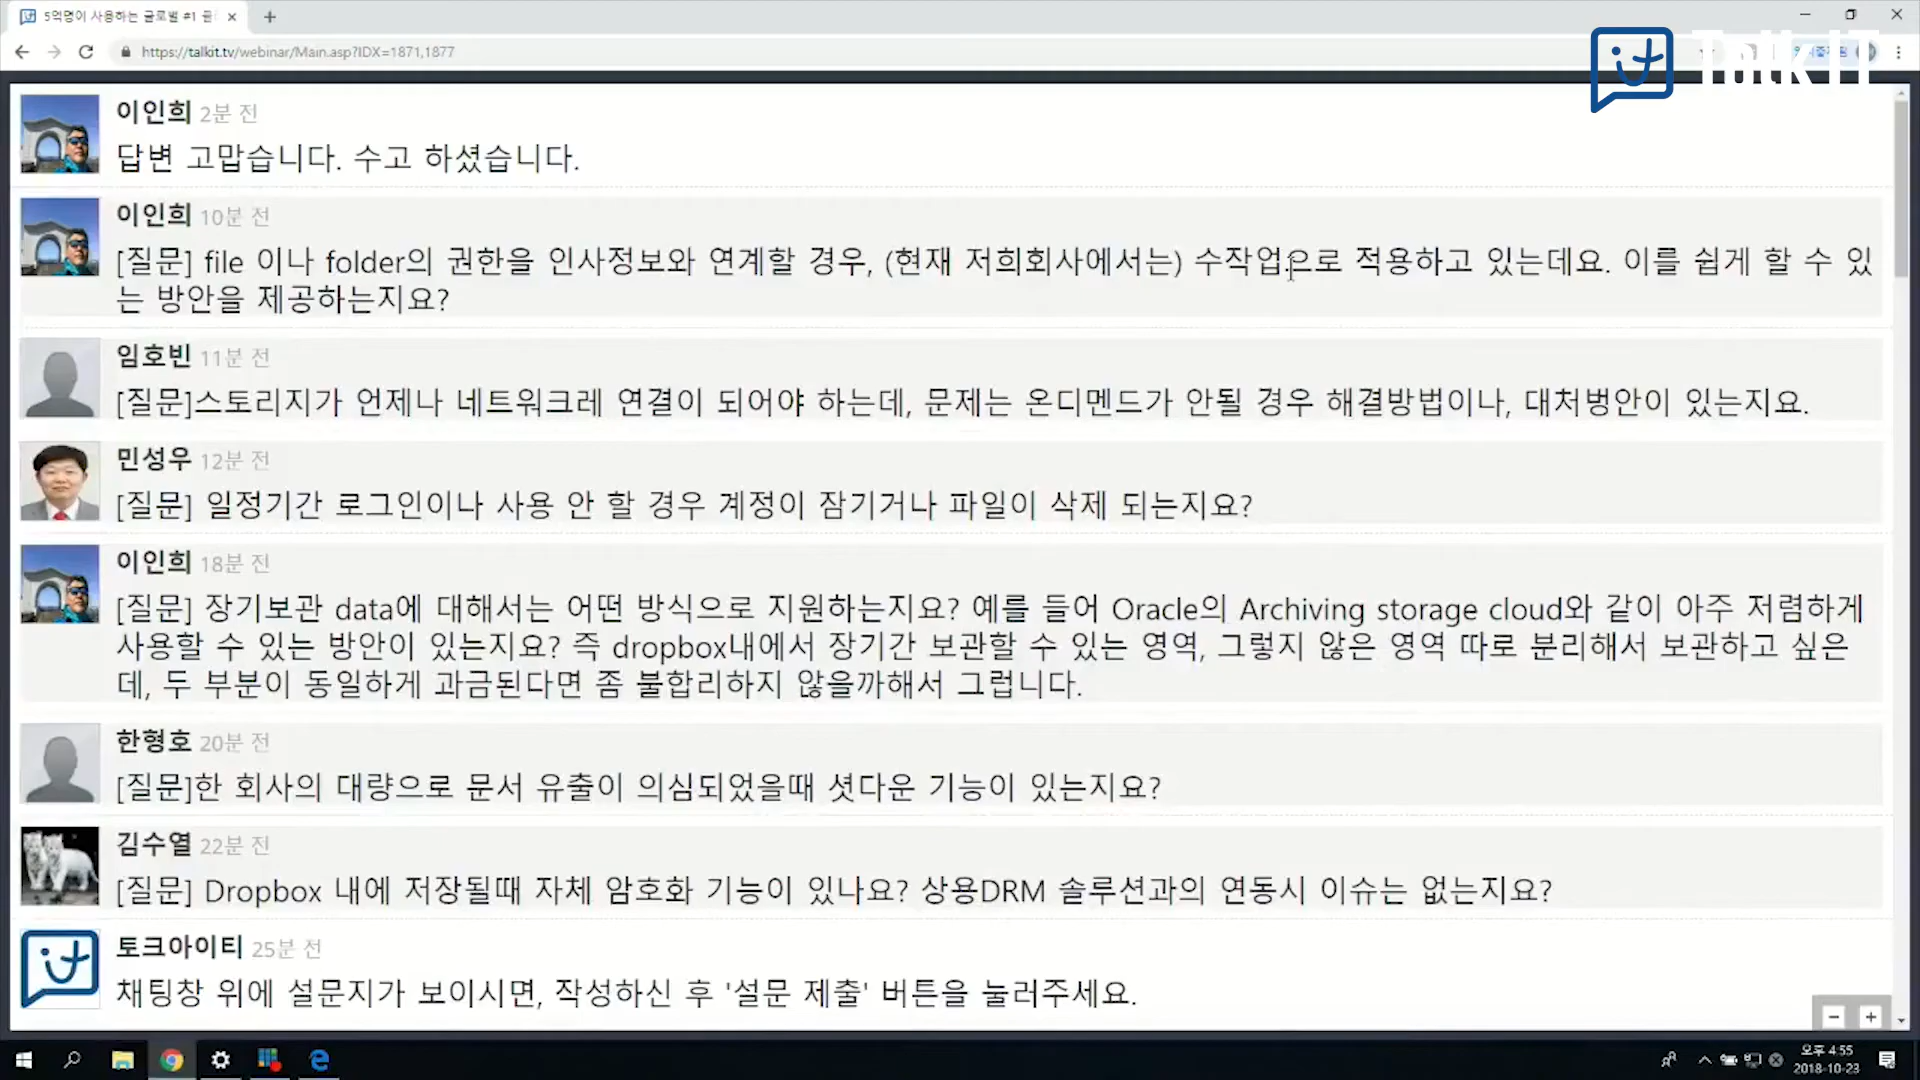 5억명이 사용하는 글로벌 #1
https://talkit.tv/webinar/Main.asp?IDX=1871,1877
Talk IT
이인희 2분 전
답변 고맙습니다. 수고 하셨습니다.
이인희 10분 전
[질문] file 이나 folder의 권한을 인사정보와 연계할 경우, (현재 저희회사에서는) 수작업으로 적용하고 있는데요. 이를 쉽게 할 수 있
는 방안을 제공하는지요?
임호빈 11분 전
[질문]스토리지가 언제나 네트워크레 연결이 되어야 하는데, 문제는 온디멘드가 안될 경우 해결방법이나, 대처벙안이 있는지요.
민성우 12분 전
[질문] 일정기간 로그인이나 사용 안 할 경우 계정이 잠기거나 파일이 삭제 되는지요?
이인희 18분 전
[질문] 장기보관 data에 대해서는 어떤 방식으로 지원하는지요? 예를 들어 Oracle의 Archiving storage cloud와 같이 아주 저렴하게
사용할 수 있는 방안이 있는지요? 즉 dropbox내에서 장기간 보관할 수 있는 영역, 그렇지 않은 영역 따로 분리해서 보관하고 싶은
데, 두 부분이 동일하게 과금된다면 좀 불합리하지 않을까해서 그럽니다.
한형호 20분 전
[질문]한 회사의 대량으로 문서 유출이 의심되었을때 셧다운 기능이 있는지요?
김수열 22분 전
[질문] Dropbox 내에 저장될때 자체 암호화 기능이 있나요? 상용DRM 솔루션과의 연동시 이슈는 없는지요?
토크아이티 25분 전
채팅창 위에 설문지가 보이시면, 작성하신 후 '설문 제출' 버튼을 눌러주세요.
오후 4:55
2018-10-23